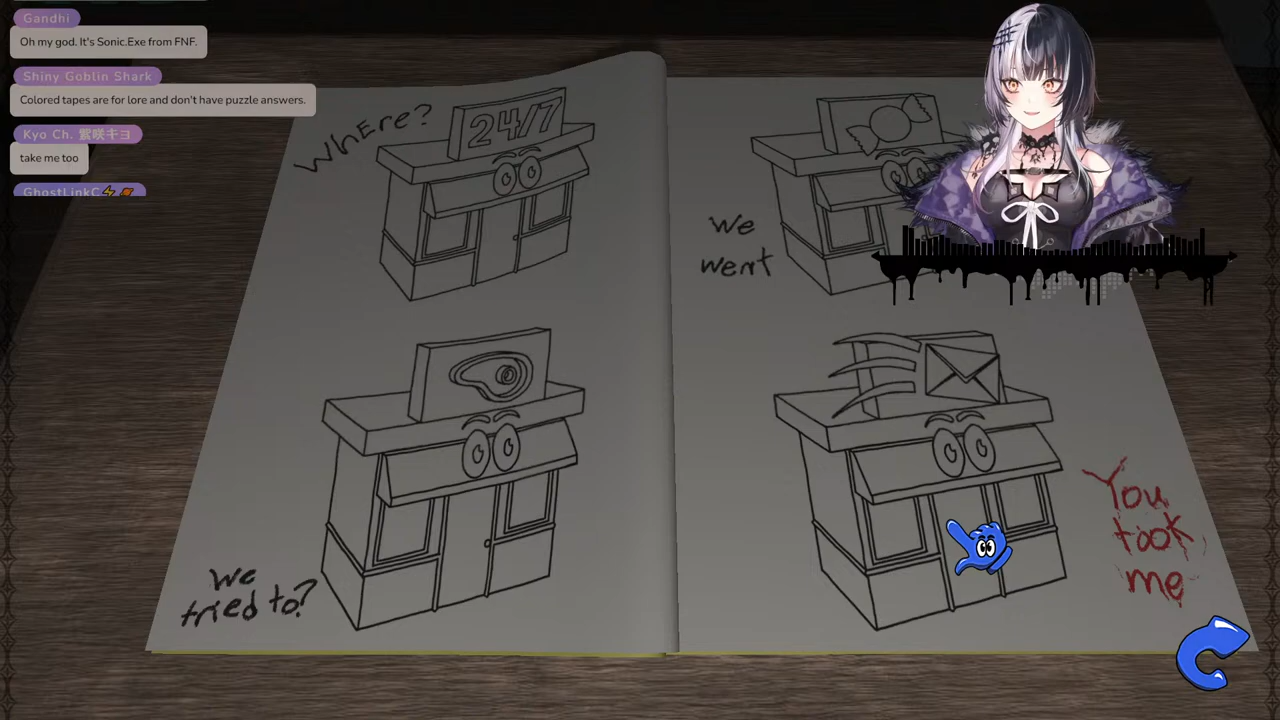 Gandhi
Oh my god. It's Sonic.Exe from FNF.
Shiny Goblin Shark
Colored tapes are for lore and don't have puzzle answers.
Kyo Ch. 紫咲キヨ
take me too
GhostLinkC
Where?
24/7
We
went
We
tried to?
You
took
me